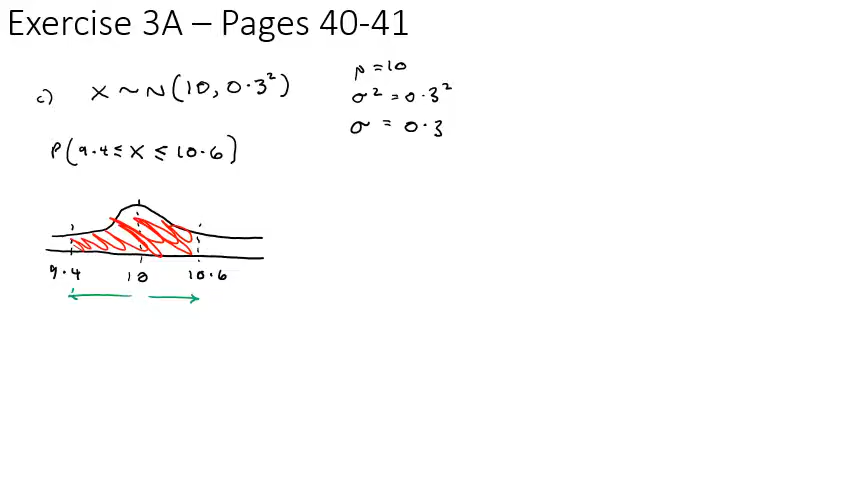 Exercise 3A – Pages 40-41
c) X ~ N(10, 0.3²)
μ = 10
σ² = 0.3²
σ = 0.3
P(9.4 ≤ X ≤ 10.6)
9.4 10 10.6